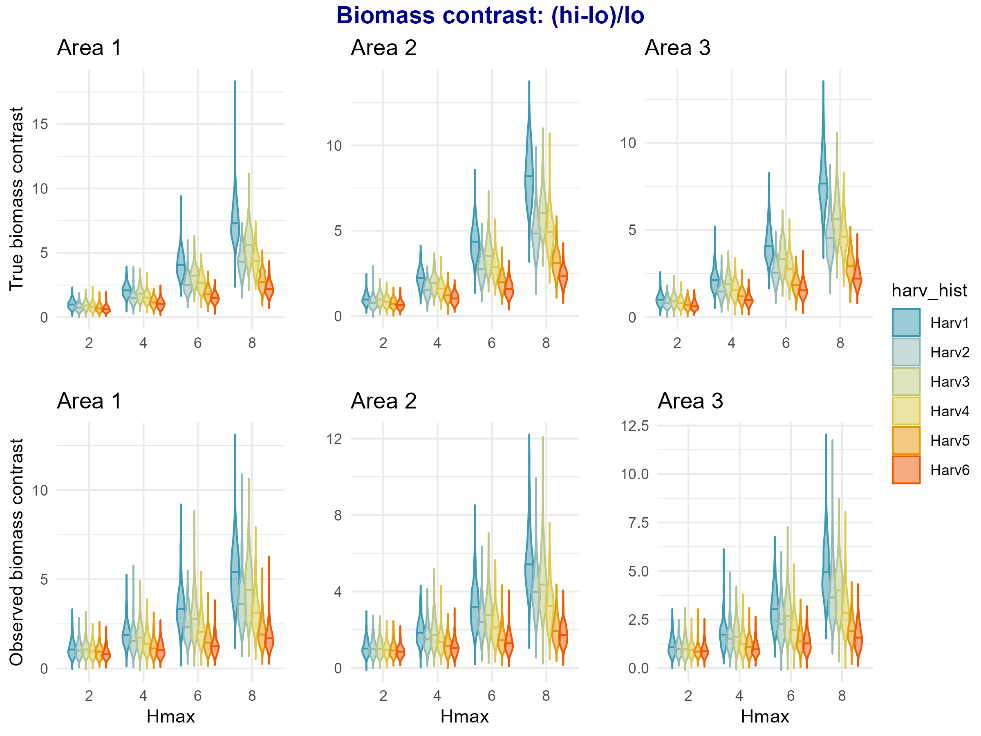 Biomass contrast: (hi-lo)/lo
Area 1
Area 2
Area 3
True biomass contrast
15
10
5
0
10
5
0
10
5
0
2 4 6 8
2 4 6 8
2 4 6 8
harv_hist
Harv1
Harv2
Harv3
Harv4
Harv5
Harv6
Area 1
Area 2
Area 3
Observed biomass contrast
10
5
0
12
8
4
0
12.5
10.0
7.5
5.0
2.5
0.0
2 4 6 8
2 4 6 8
2 4 6 8
Hmax
Hmax
Hmax